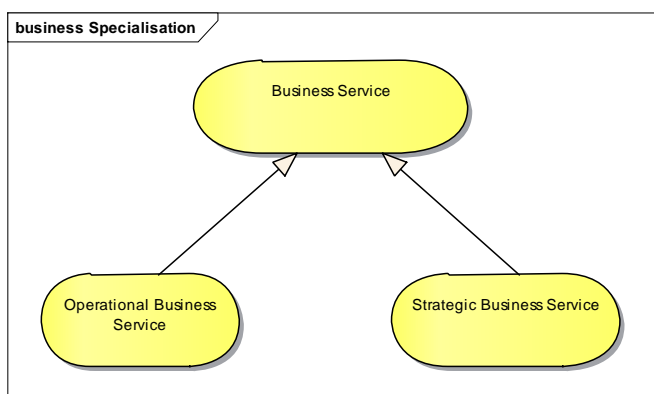 business Specialisation
Business Service
Operational Business
Service
Strategic Business Service